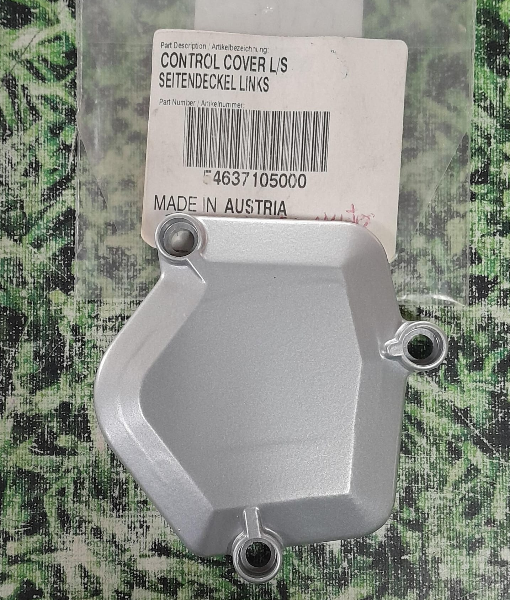 Part Description / Artikelbezeichnung:
CONTROL COVER L/S
SEITENDECKEL LINKS
Part Number / Artikelnummer:
54637105000
MADE IN AUSTRIA